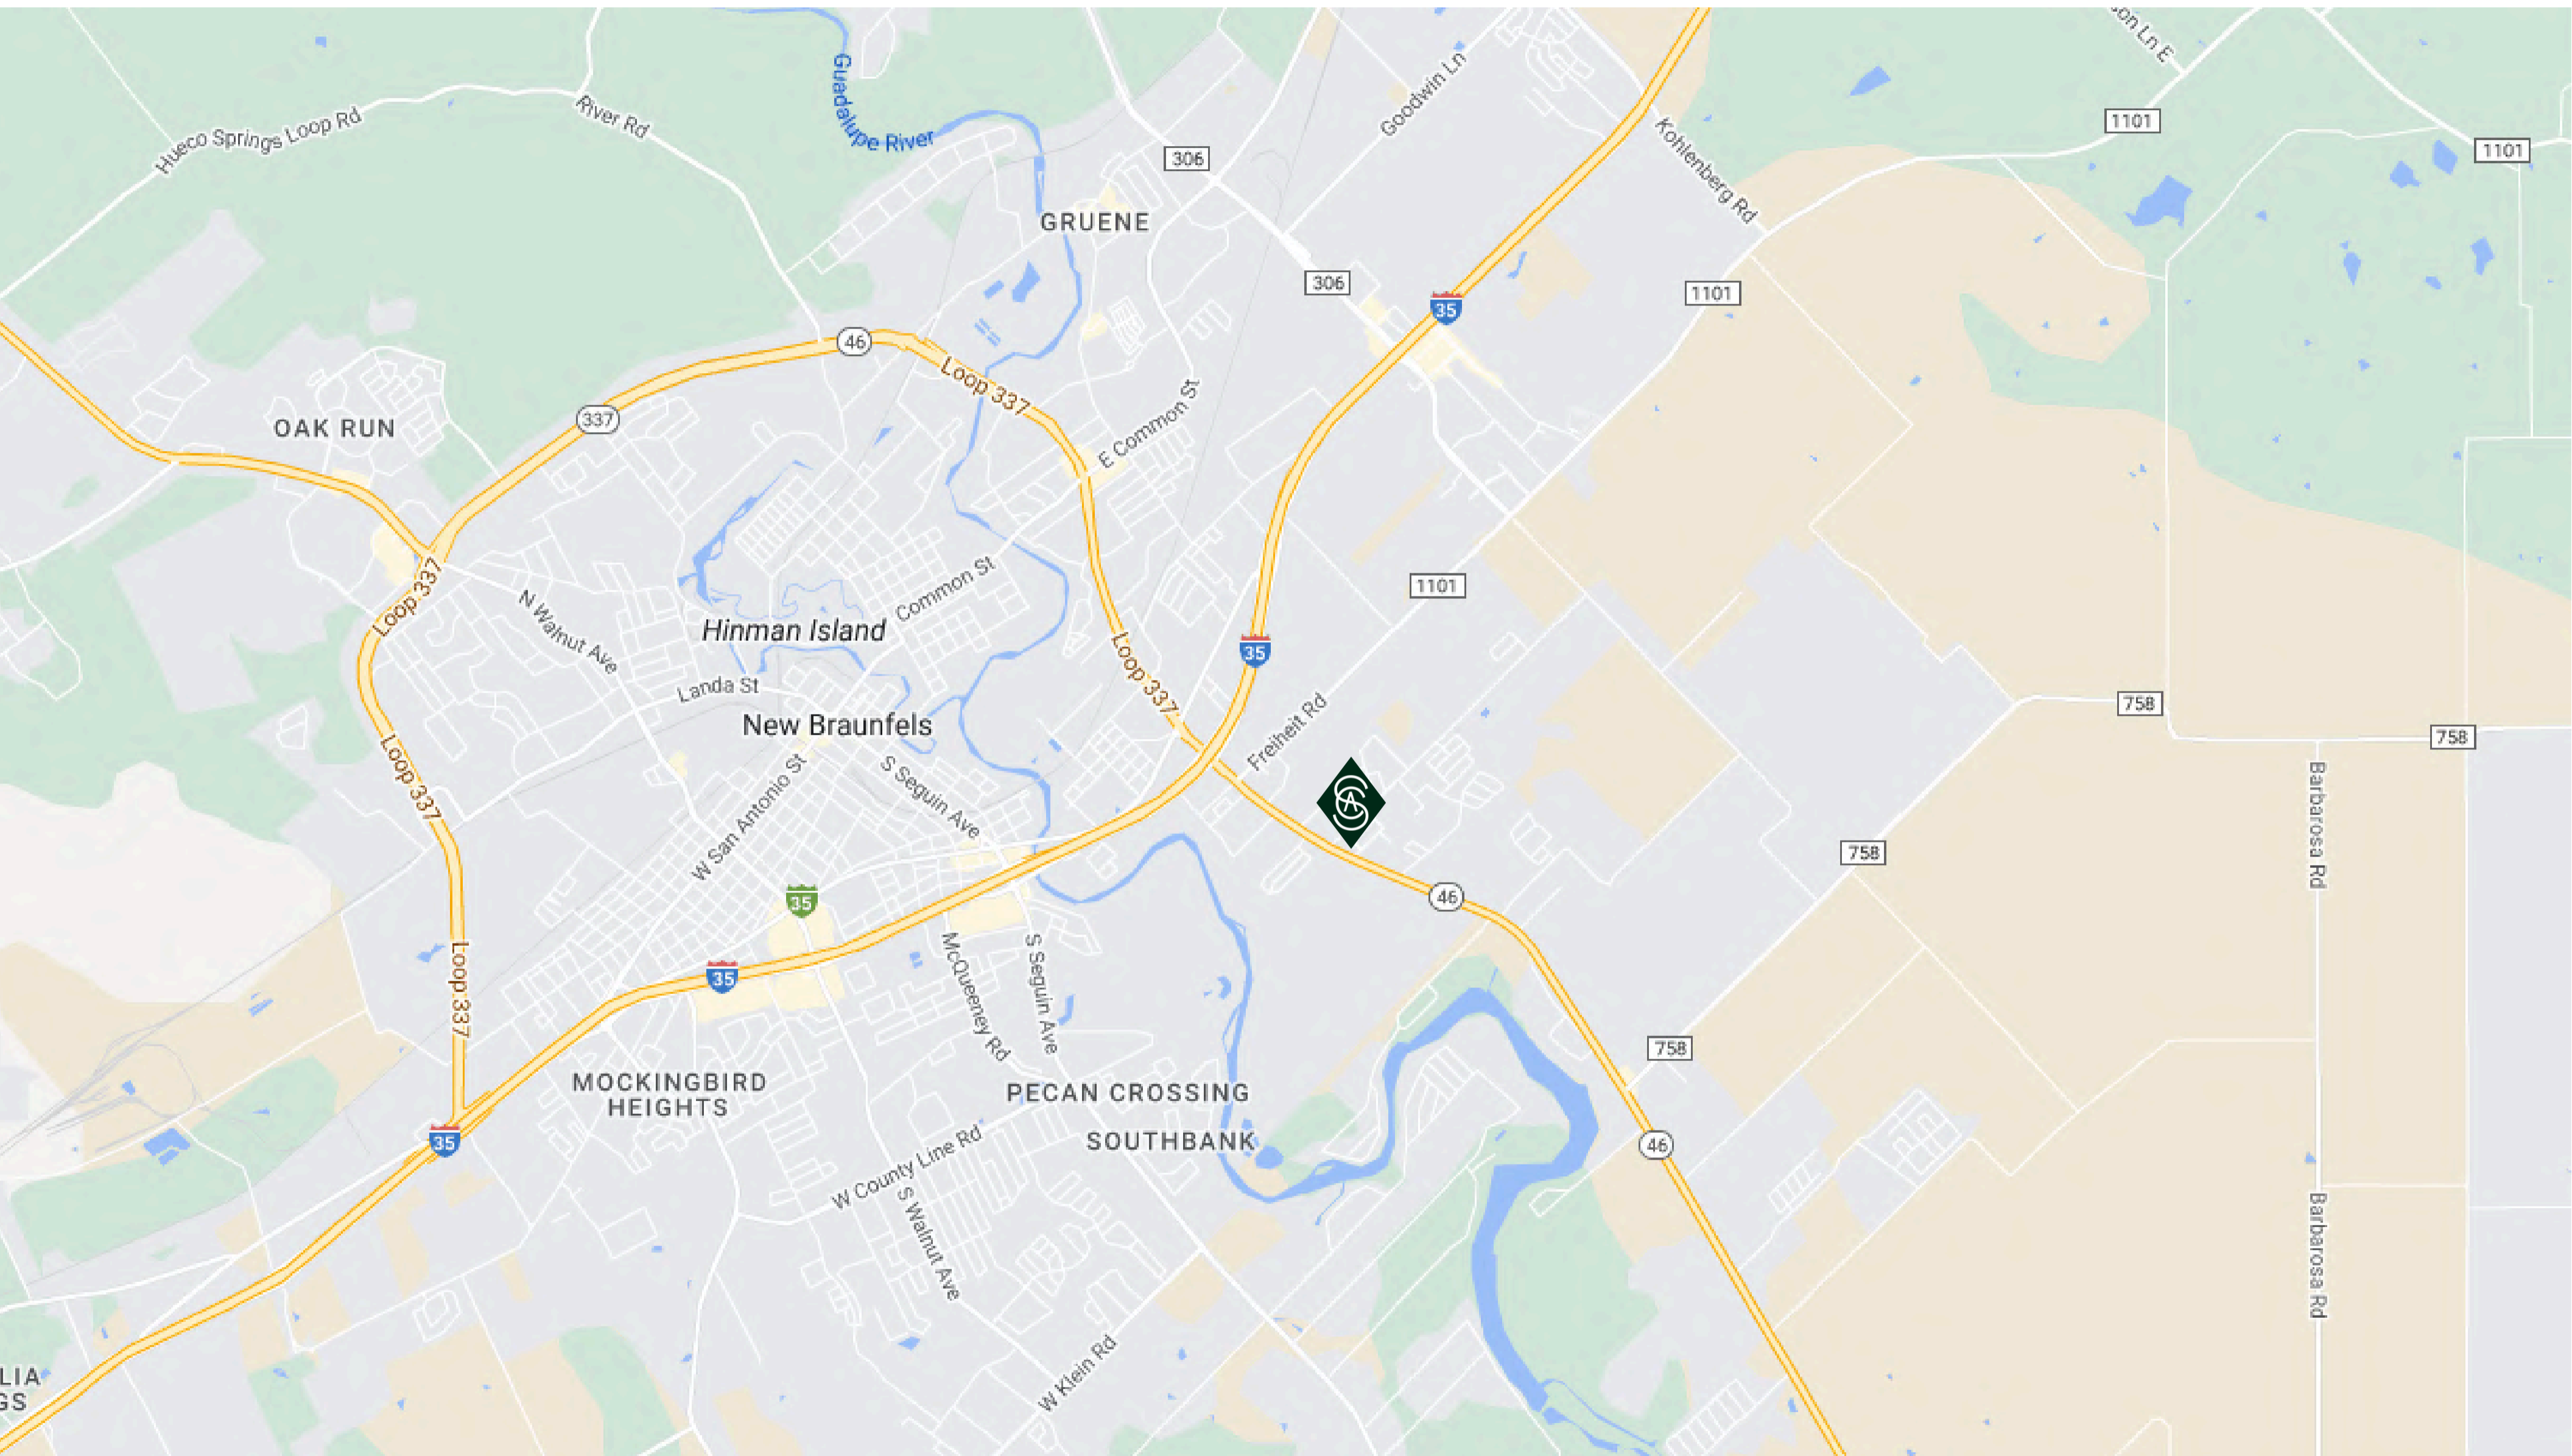 son Ln E
Guadalupe River
Goodwin Ln
Hueco Springs Loop Rd
River Rd
Kohlenberg Rd
1101
1101
306
GRUENE
306
1101
35
46
Loop 337
337
OAK RUN
E Common St
Loop 337
N Walnut Ave
Common St
1101
Hinman Island
Loop 337
35
Landa St
New Braunfels
Freiheit Rd
758
758
Loop 337
W San Antonio St
S Seguin Ave
Barbarosa Rd
758
35
46
Loop 337
35
McQueeney Rd
S Seguin Ave
758
MOCKINGBIRD
HEIGHTS
PECAN CROSSING
SOUTHBANK
35
46
W County Line Rd
S Walnut Ave
Barbarosa Rd
W Klein Rd
LIA
GS